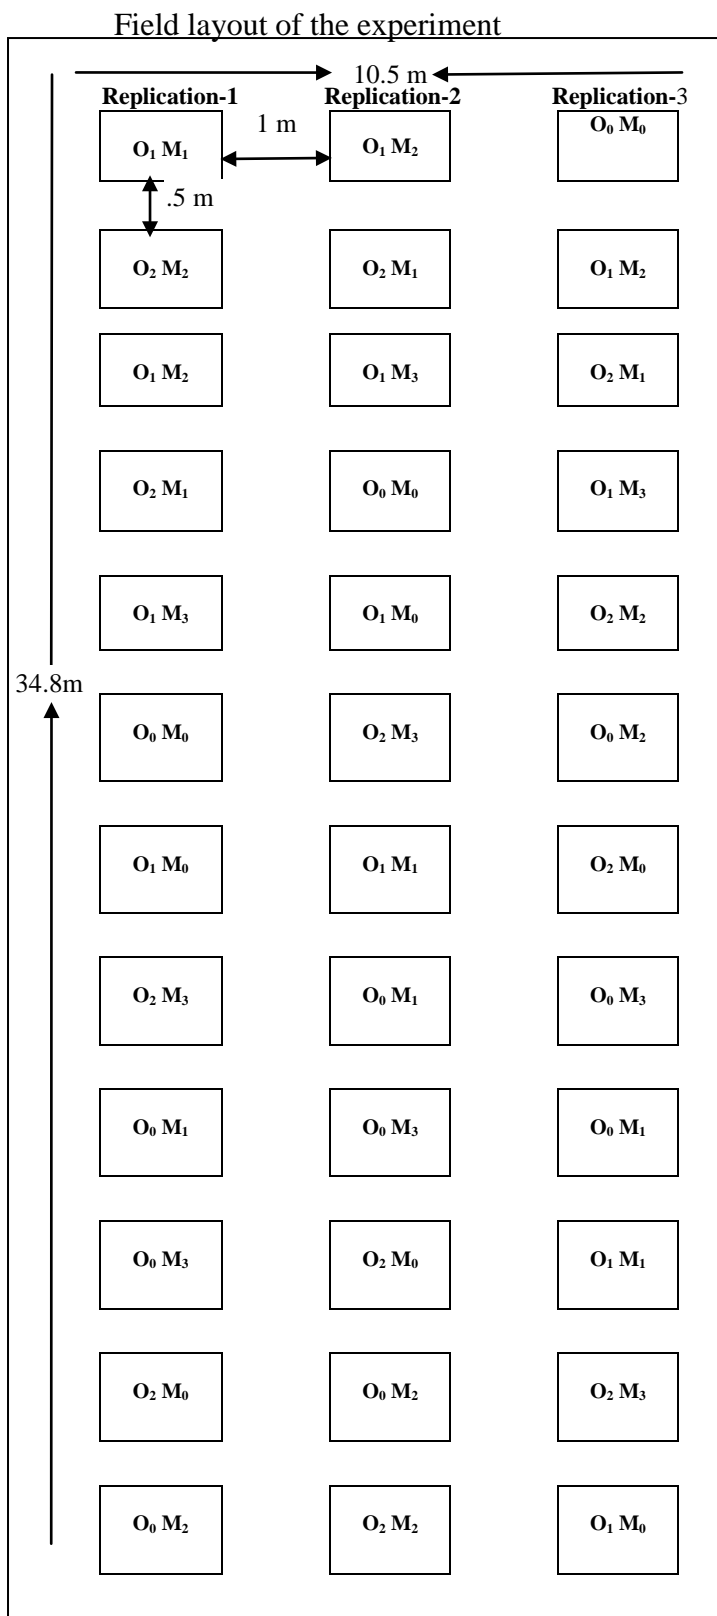 Field layout of the experiment
10.5 m
Replication-1 Replication-2 Replication-3
1 m
O₁ M₁ O₁ M₂ O₀ M₀
.5 m
O₂ M₂ O₂ M₁ O₁ M₂
O₁ M₂ O₁ M₃ O₂ M₁
O₂ M₁ O₀ M₀ O₁ M₃
O₁ M₃ O₁ M₀ O₂ M₂
34.8m
O₀ M₀ O₂ M₃ O₀ M₂
O₁ M₀ O₁ M₁ O₂ M₀
O₂ M₃ O₀ M₁ O₀ M₃
O₀ M₁ O₀ M₃ O₀ M₁
O₀ M₃ O₂ M₀ O₁ M₁
O₂ M₀ O₀ M₂ O₂ M₃
O₀ M₂ O₂ M₂ O₁ M₀